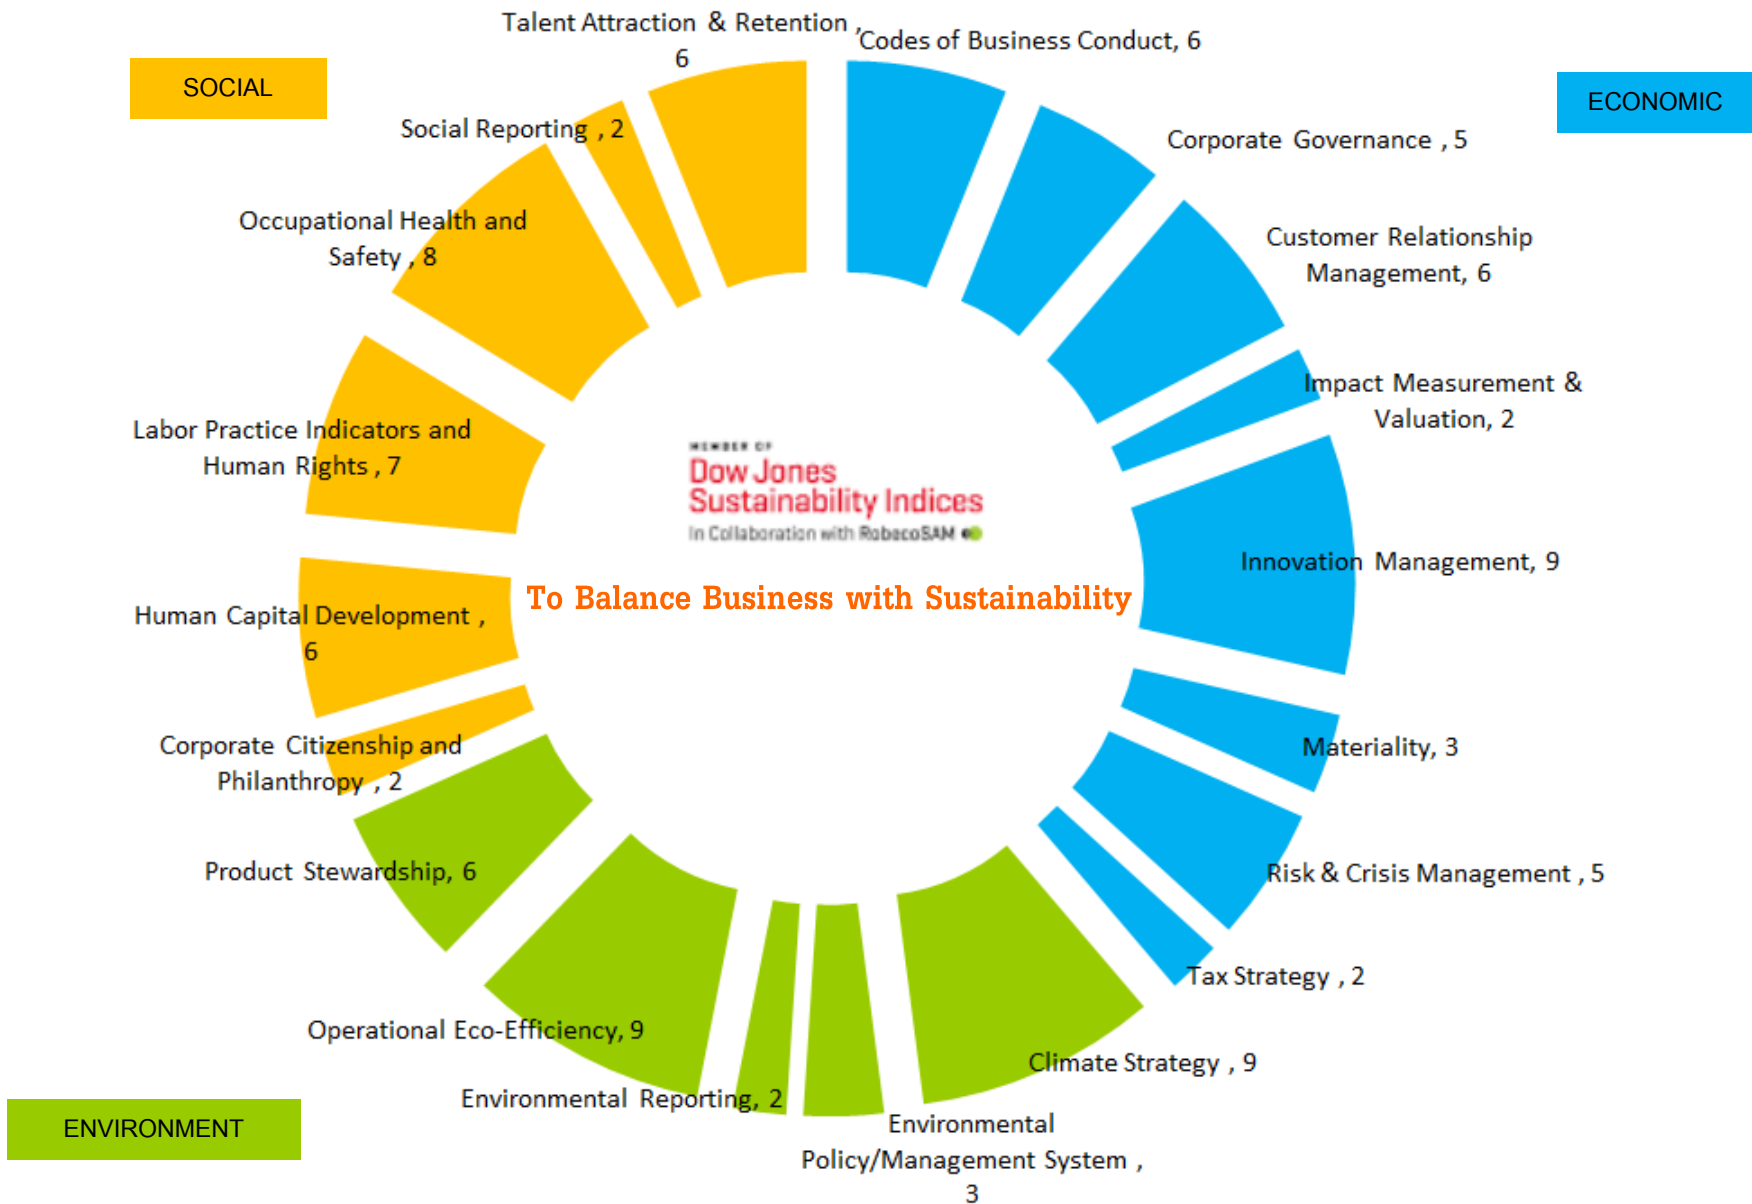 Talent Attraction & Retention ,
6
Codes of Business Conduct, 6
SOCIAL
ECONOMIC
Social Reporting , 2
Corporate Governance , 5
Occupational Health and
Safety , 8
Customer Relationship
Management, 6
Impact Measurement &
Valuation, 2
Labor Practice Indicators and
Human Rights , 7
MEMBER OF
Dow Jones
Sustainability Indices
In Collaboration with RobecoSAM
Innovation Management, 9
To Balance Business with Sustainability
Human Capital Development ,
6
Corporate Citizenship and
Philanthropy , 2
Materiality, 3
Product Stewardship, 6
Risk & Crisis Management , 5
Tax Strategy , 2
Operational Eco-Efficiency, 9
Climate Strategy , 9
Environmental Reporting, 2
ENVIRONMENT
Environmental
Policy/Management System ,
3